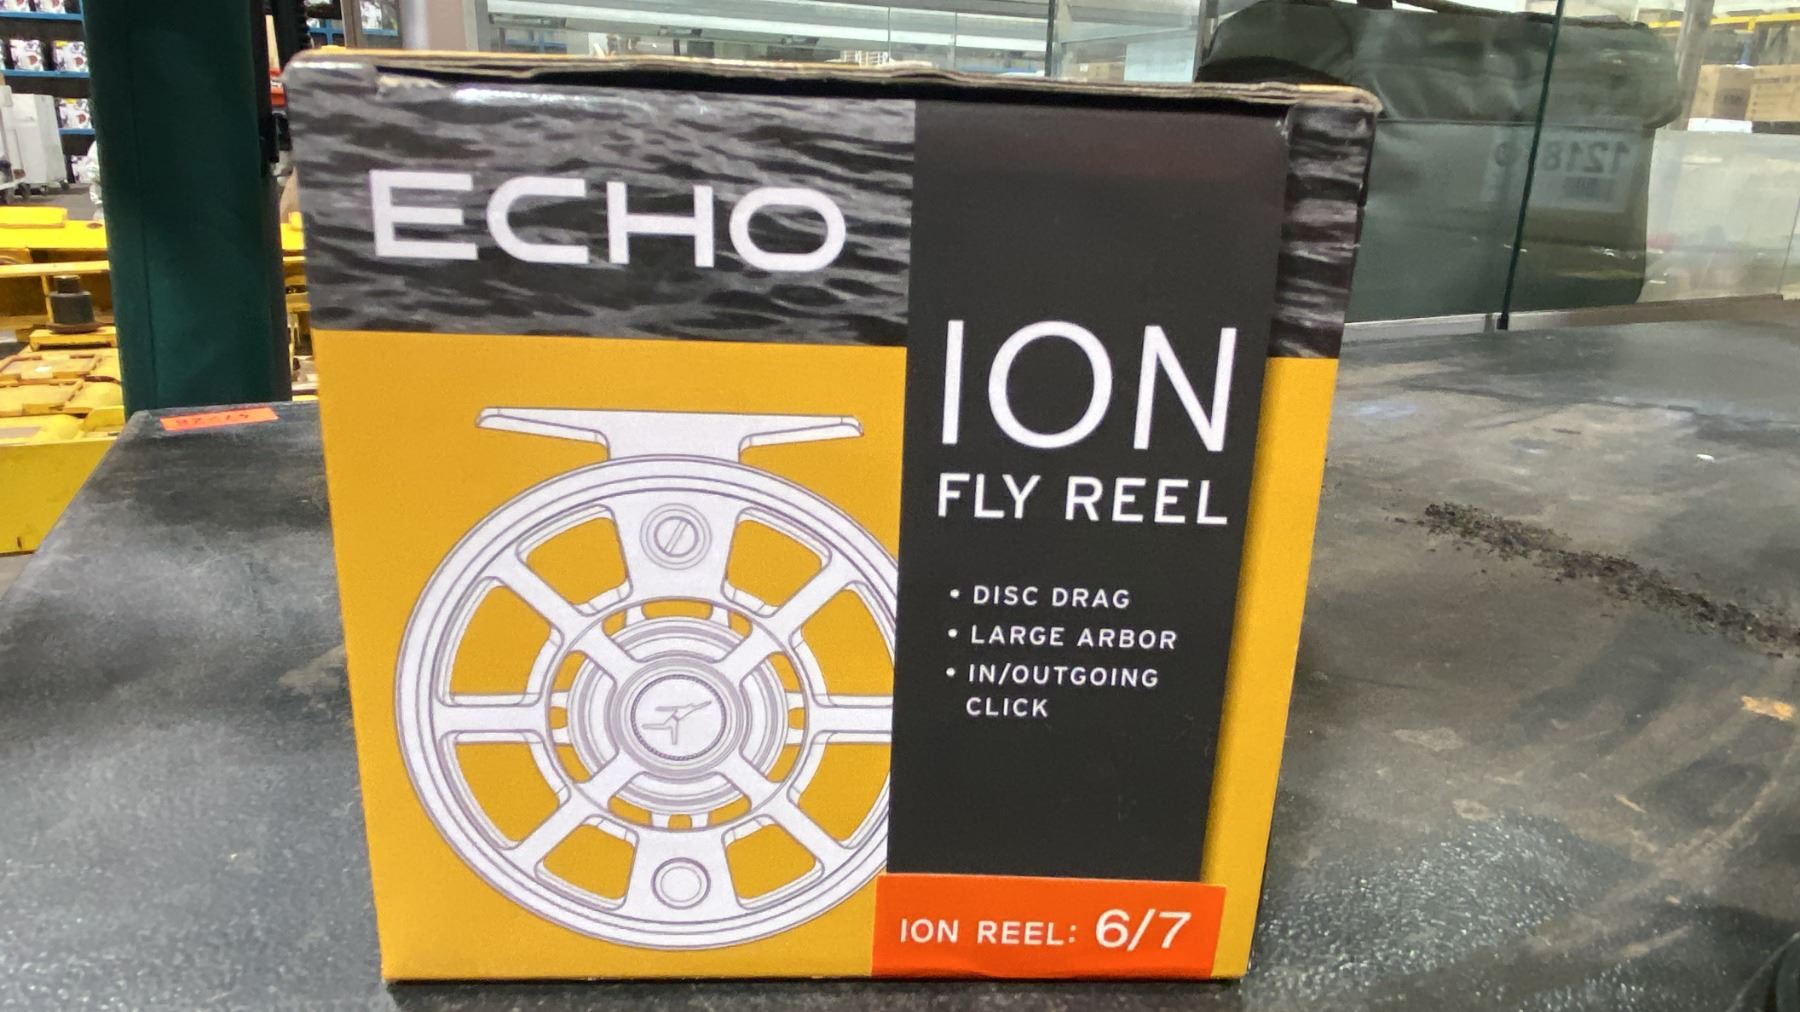 ECHO
ION
FLY REEL
• DISC DRAG
• LARGE ARBOR
• IN/OUTGOING
CLICK
ION REEL: 6/7